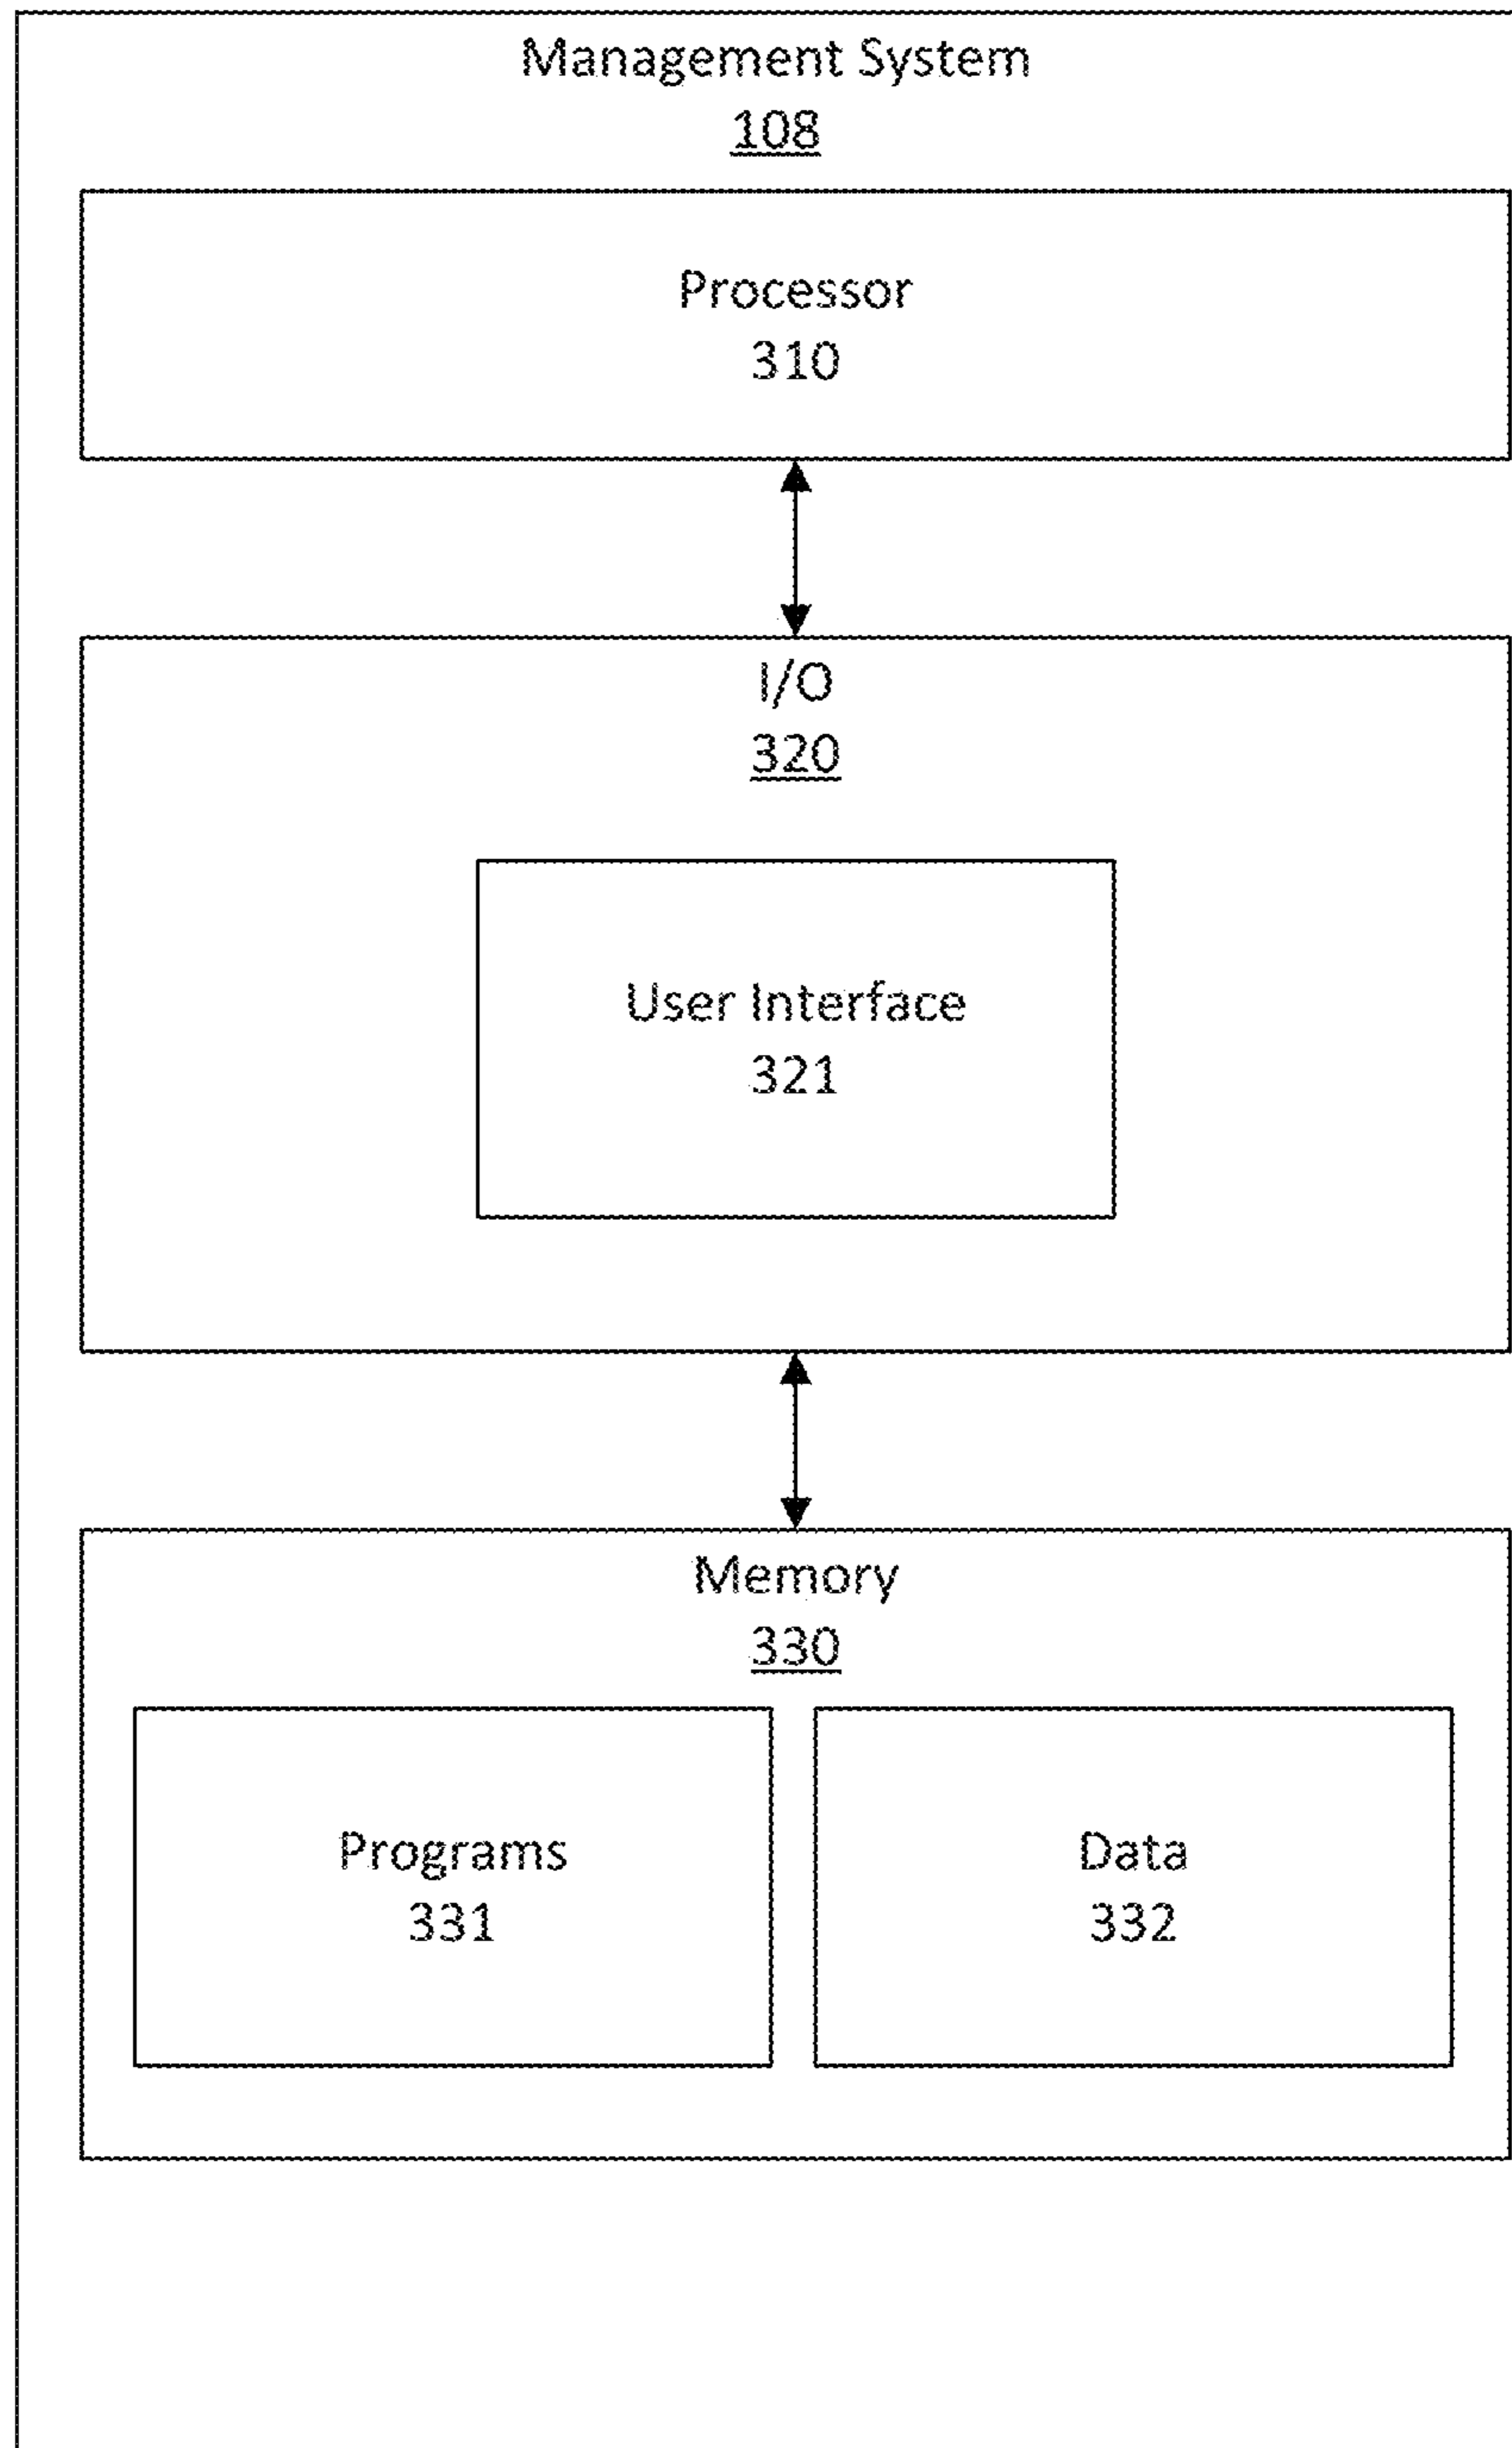 Management System
108
Processor
310
I/O
320
User Interface
321
Memory
330
Programs
331
Data
332